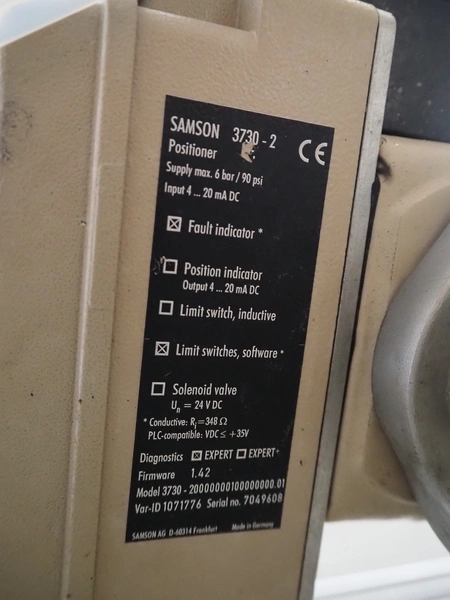 SAMSON 3730 - 2
Positioner
CE
Supply max. 6 bar / 90 psi
Input 4 ... 20 mA DC
☒ Fault indicator *
☐ Position indicator
Output 4 ... 20 mA DC
☐ Limit switch, inductive
☒ Limit switches, software *
☐ Solenoid valve
Un = 24 V DC
* Conductive: Ri=348 Ω
PLC-compatible: VDC ≤ +35V
Diagnostics ☒ EXPERT ☐ EXPERT+
Firmware 1.42
Model 3730 - 20000000100000000.01
Var-ID 1071776 Serial no. 7049608
SAMSON AG D-60314 Frankfurt Made in Germany